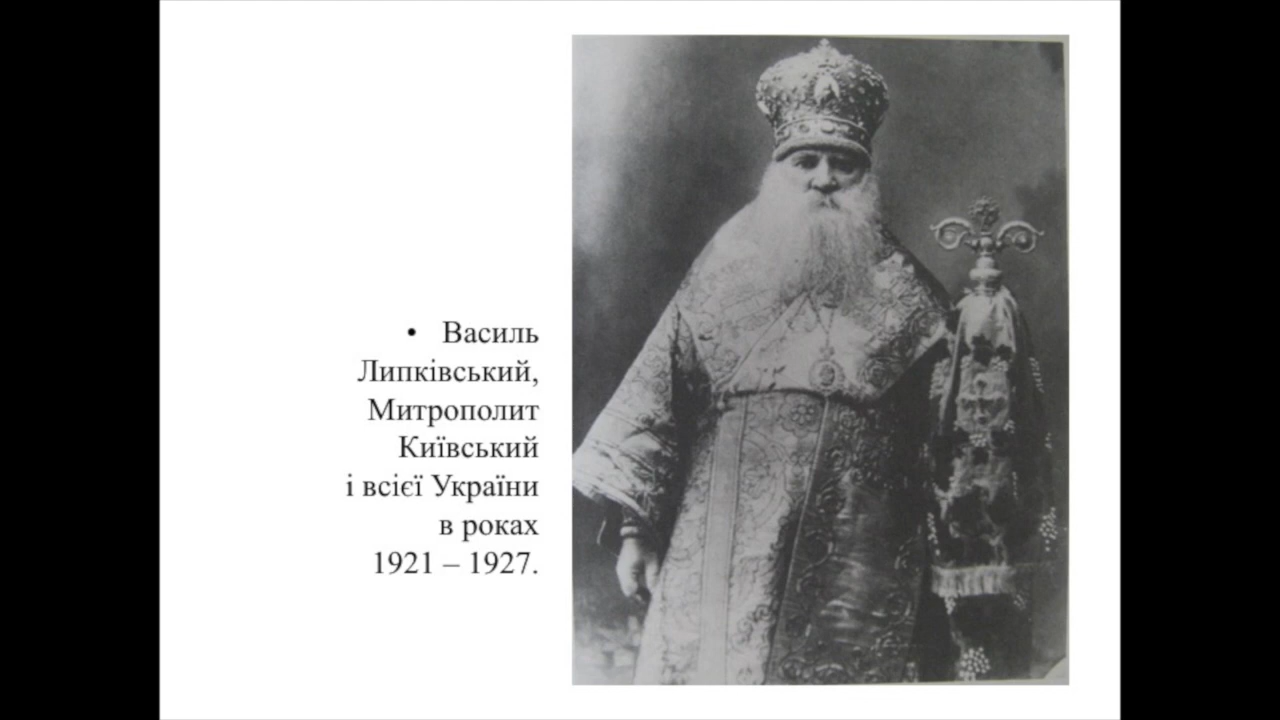 • Василь
Липківський,
Митрополит
Київський
і всієї України
в роках
1921 – 1927.